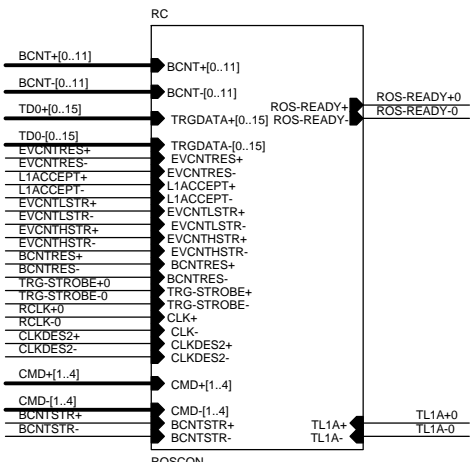 RC
BCNT+[0..11]
BCNT+[0..11]
BCNT-[0..11]
BCNT-[0..11]
ROS-READY+0
ROS-READY+
TD0+[0..15]
ROS-READY-0
TRGDATA+[0..15]
ROS-READY-
TD0-[0..15]
TRGDATA-[0..15]
EVCNTRES+
EVCNTRES+
EVCNTRES-
EVCNTRES-
L1ACCEPT+
L1ACCEPT+
L1ACCEPT-
L1ACCEPT-
EVCNTLSTR+
EVCNTLSTR+
EVCNTLSTR-
EVCNTLSTR-
EVCNTHSTR+
EVCNTHSTR+
EVCNTHSTR-
EVCNTHSTR-
BCNTRES+
BCNTRES+
BCNTRES-
BCNTRES-
TRG-STROBE+0
TRG-STROBE+
TRG-STROBE-0
TRG-STROBE-
RCLK+0
CLK+
RCLK-0
CLK-
CLKDES2+
CLKDES2+
CLKDES2-
CLKDES2-
CMD+[1..4]
CMD+[1..4]
CMD-[1..4]
CMD-[1..4]
BCNTSTR+
BCNTSTR+
TL1A+
TL1A+0
BCNTSTR-
BCNTSTR-
TL1A-
TL1A-0
ROSCON